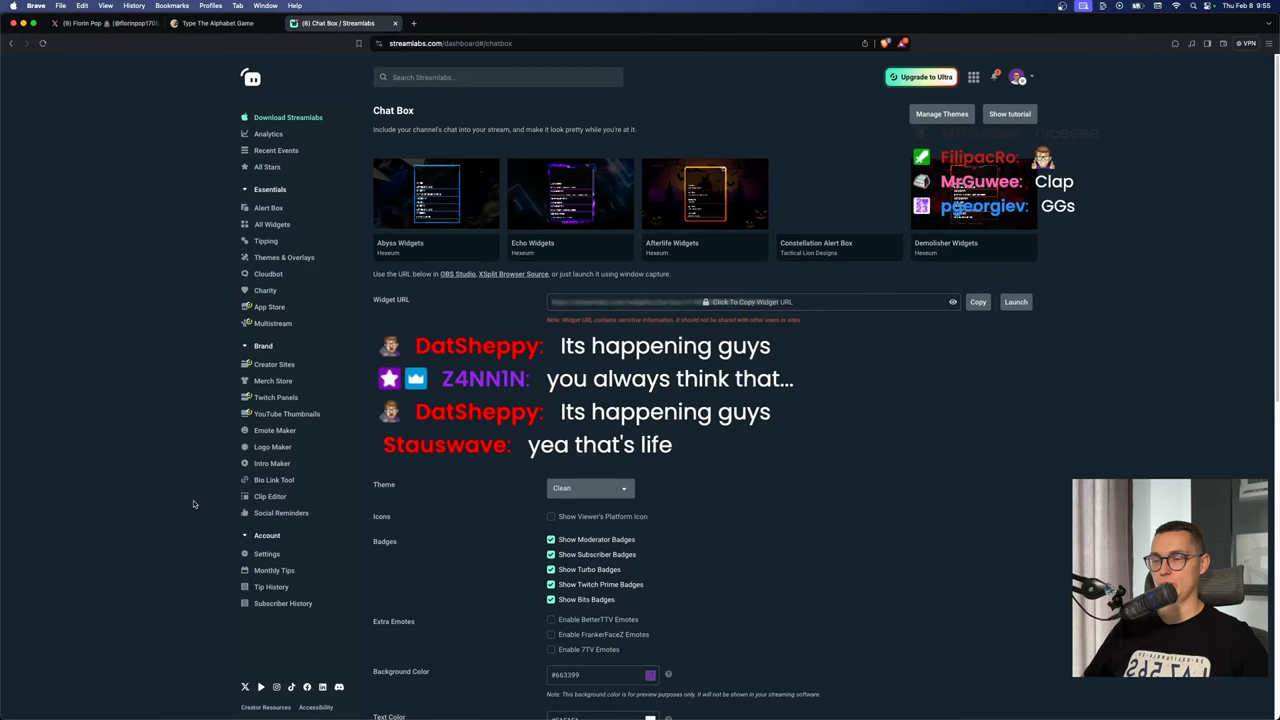 Brave File Edit View History Bookmarks Profiles Tab Window Help
Thu Feb 8 9:55
(9) Florin Pop
Type The Alphabet Game
(8) Chat Box / Streamlabs
streamlabs.com/dashboard#/chatbox
VPN
Search Streamlabs...
Upgrade to Ultra
Download Streamlabs
Analytics
Recent Events
All Stars
Essentials
Alert Box
All Widgets
Tipping
Themes & Overlays
Cloudbot
Charity
App Store
Multistream
Brand
Creator Sites
Merch Store
Twitch Panels
YouTube Thumbnails
Emote Maker
Logo Maker
Intro Maker
Bio Link Tool
Clip Editor
Social Reminders
Account
Settings
Monthly Tips
Tip History
Subscriber History
Creator Resources Accessibility
Chat Box
Manage Themes
Show tutorial
Include your channel's chat into your stream, and make it look pretty while you're at it.
MrGuwee: niceeee
FilipacRo:
MrGuwee: Clap
pgeorgiev: GGs
Abyss Widgets
Hexeum
Echo Widgets
Hexeum
Afterlife Widgets
Hexeum
Constellation Alert Box
Tactical Lion Designs
Demolisher Widgets
Hexeum
Use the URL below in OBS Studio, XSplit Browser Source, or just launch it using window capture.
Widget URL
Click To Copy Widget URL
Copy
Launch
Note: Widget URL contains sensitive information. It should not be shared with other users or sites
DatSheppy: Its happening guys
Z4NN1N: you always think that...
DatSheppy: Its happening guys
Stauswave: yea that's life
Theme
Clean
Icons
Show Viewer's Platform Icon
Badges
Show Moderator Badges
Show Subscriber Badges
Show Turbo Badges
Show Twitch Prime Badges
Show Bits Badges
Extra Emotes
Enable BetterTTV Emotes
Enable FrankerFaceZ Emotes
Enable 7TV Emotes
Background Color
#663399
Note: This background color is for preview purposes only. It will not be shown in your streaming software.
Text Color